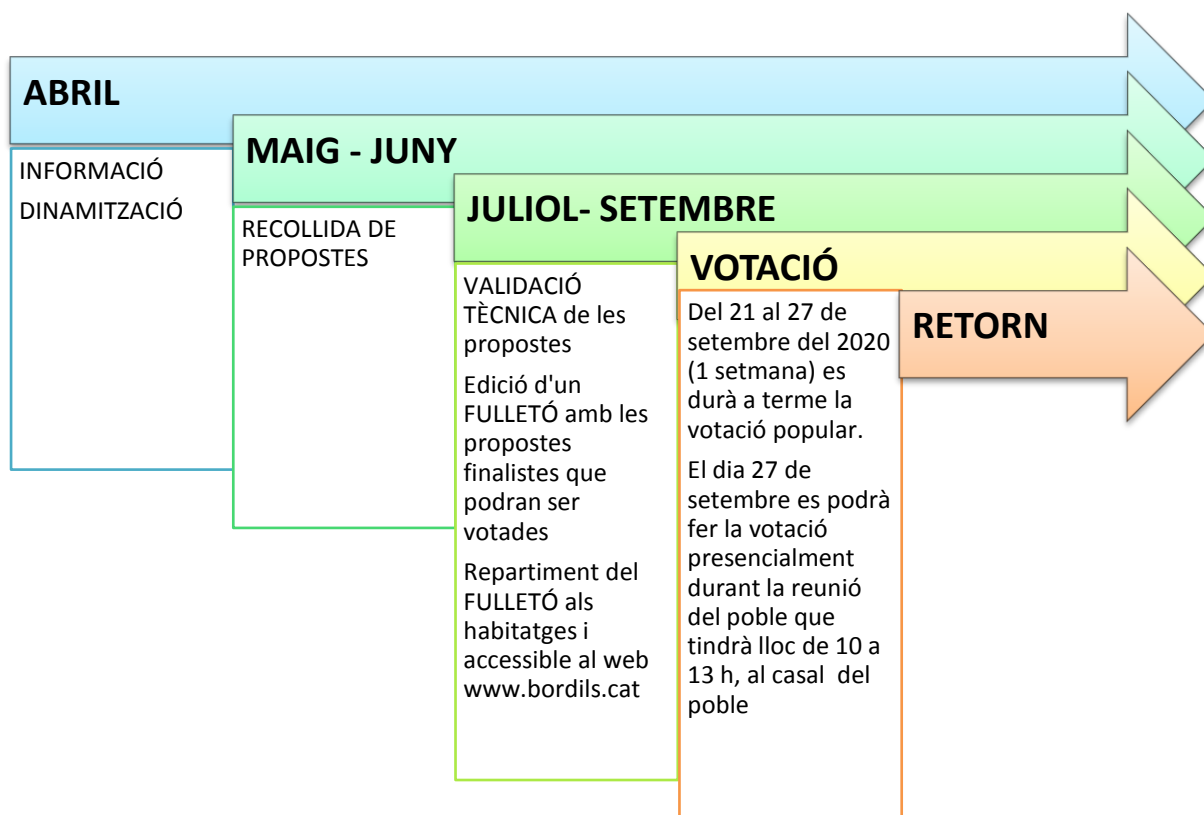 ABRIL
INFORMACIÓ
DINAMITZACIÓ
MAIG - JUNY
RECOLLIDA DE
PROPOSTES
JULIOL- SETEMBRE
VALIDACIÓ
TÈCNICA de les
propostes
Edició d'un
FULLETÓ amb les
propostes
finalistes que
podran ser
votades
Repartiment del
FULLETÓ als
habitatges i
accessible al web
www.bordils.cat
VOTACIÓ
Del 21 al 27 de
setembre del 2020
(1 setmana) es
durà a terme la
votació popular.
El dia 27 de
setembre es podrà
fer la votació
presencialment
durant la reunió
del poble que
tindrà lloc de 10 a
13 h, al casal del
poble
RETORN